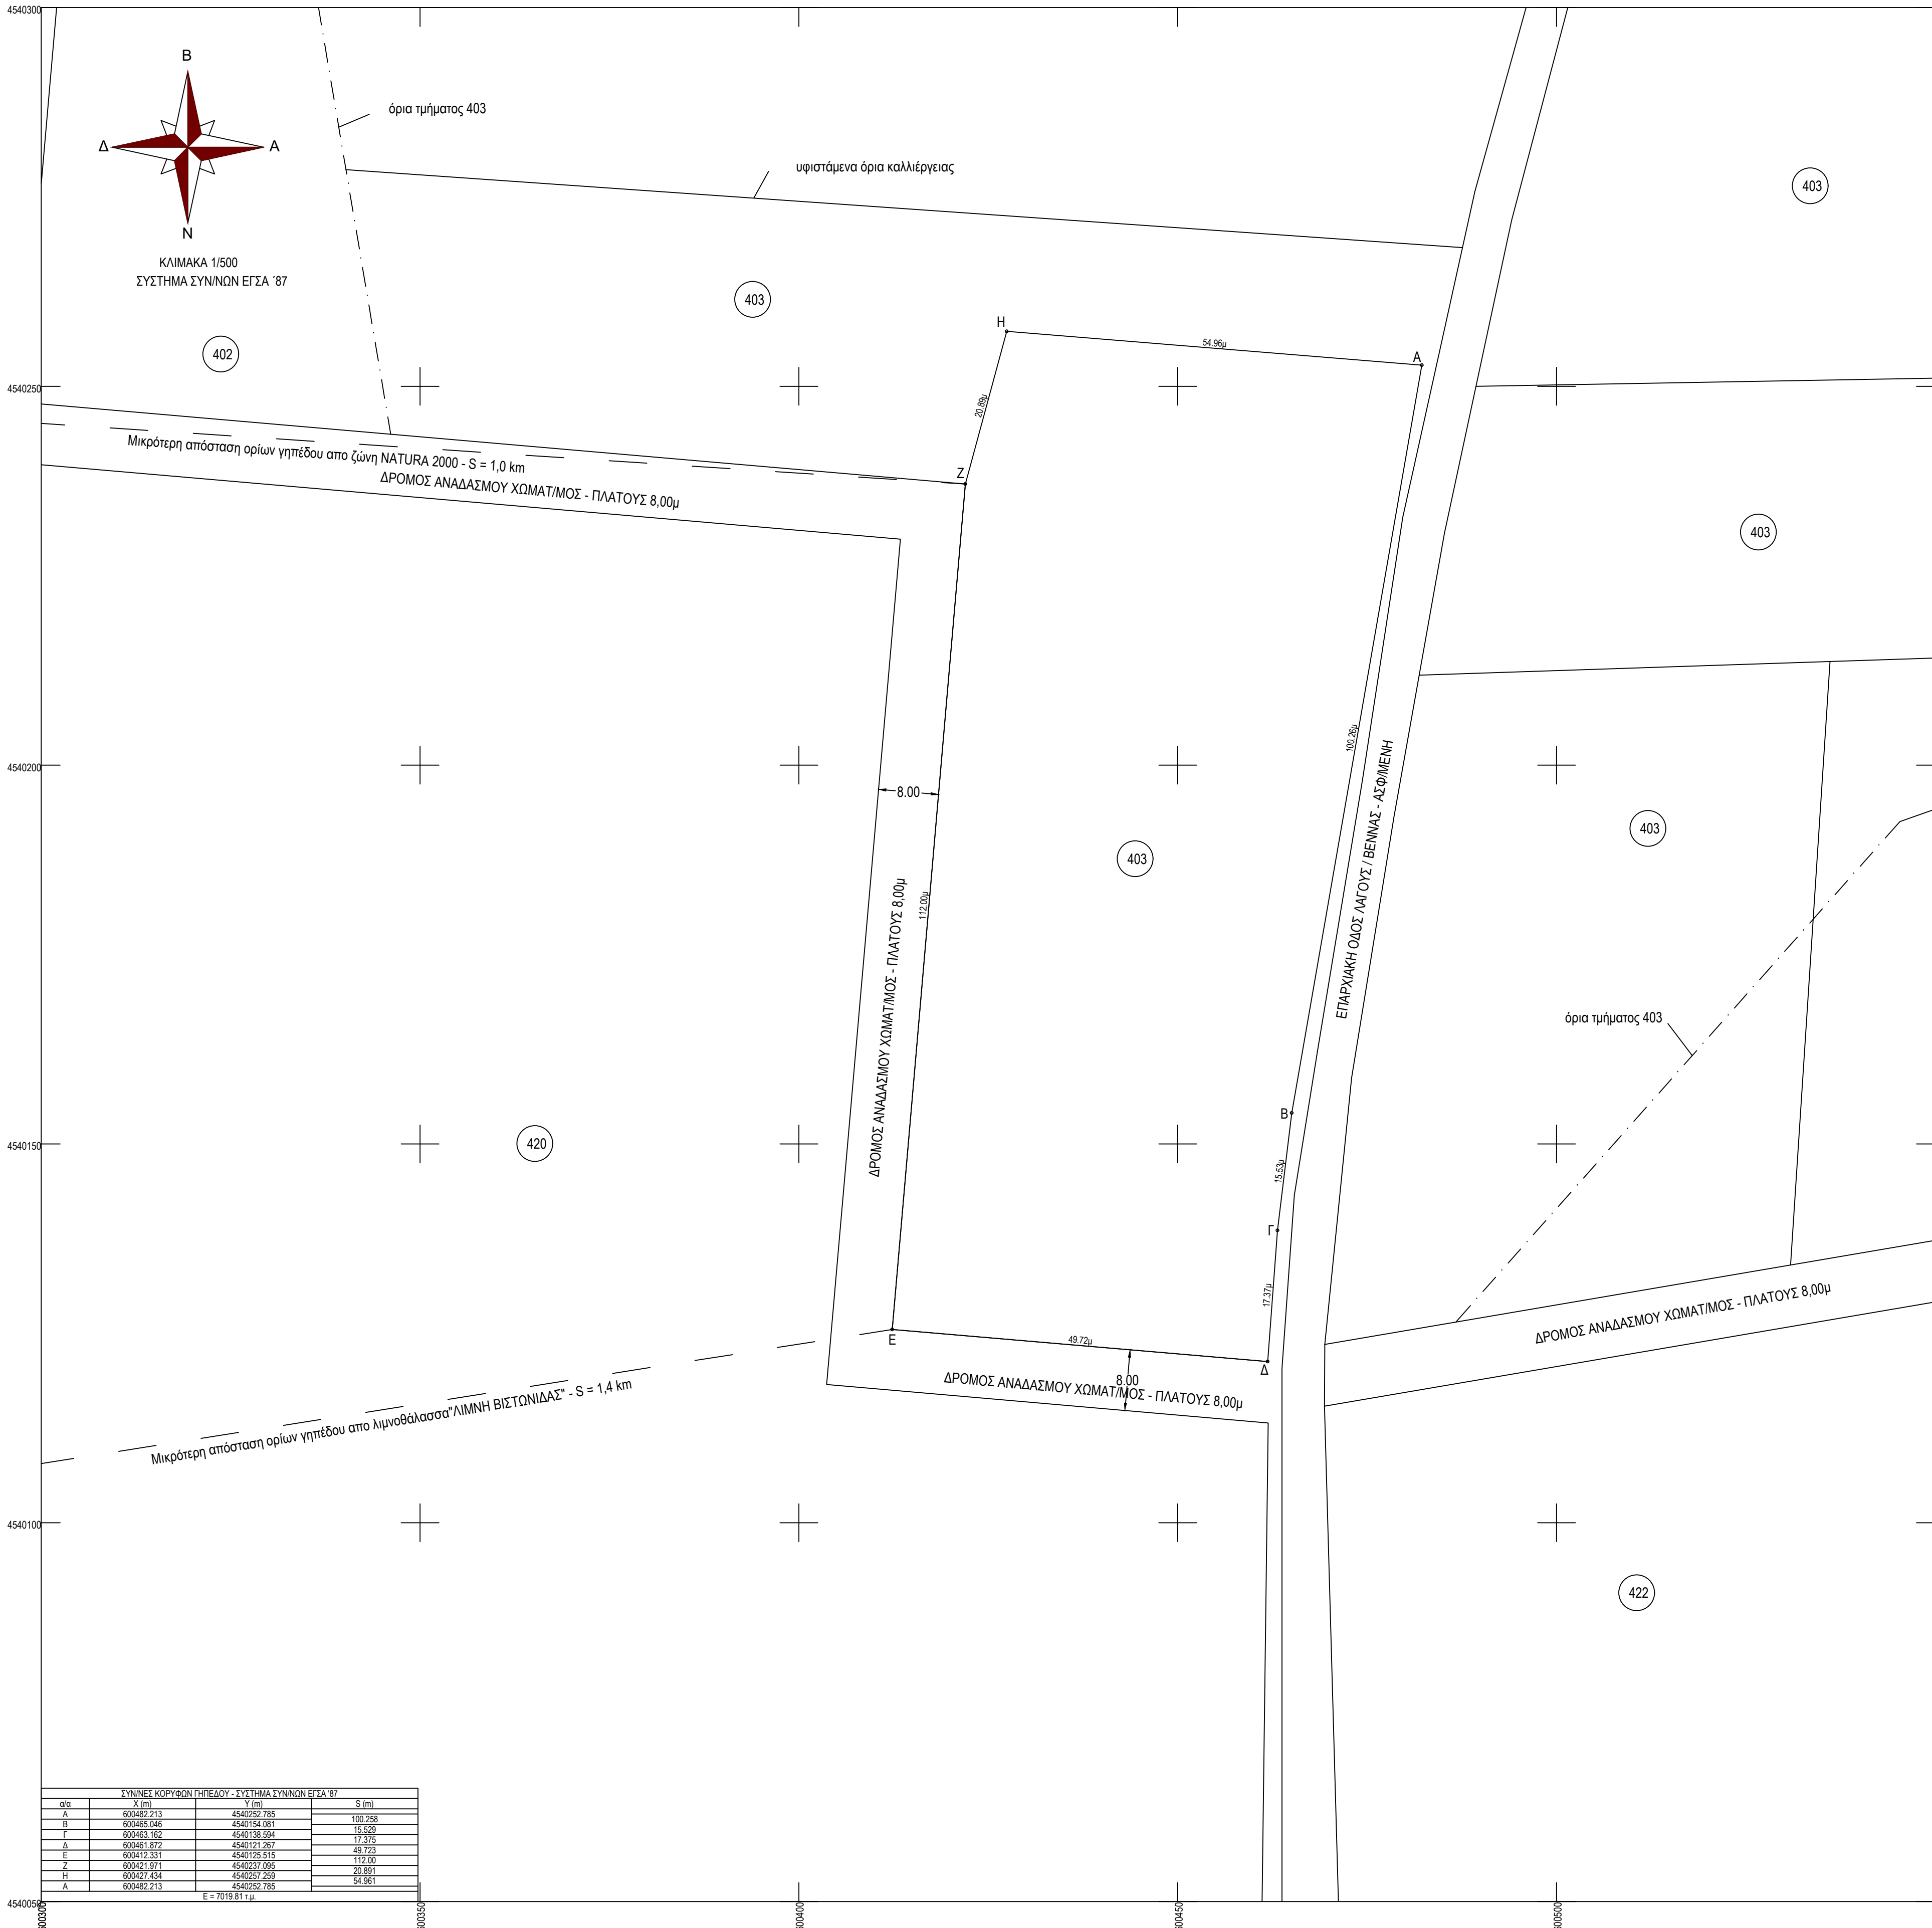 4540300
B
Δ
A
N
ΚΛΙΜΑΚΑ 1/500
ΣΥΣΤΗΜΑ ΣΥΝ/ΝΩΝ ΕΓΣΑ ΄87
όρια τμήματος 403
υφιστάμενα όρια καλλιέργειας
403
403
402
H
54.96μ
A
4540250
20.89μ
Z
Μικρότερη απόσταση ορίων γηπέδου απο ζώνη NATURA 2000 - S = 1,0 km
ΔΡΟΜΟΣ ΑΝΑΔΑΣΜΟΥ ΧΩΜΑΤ/ΜΟΣ - ΠΛΑΤΟΥΣ 8,00μ
403
4540200
100.26μ
8.00
ΕΠΑΡΧΙΑΚΗ ΟΔΟΣ ΛΑΓΟΥΣ / ΒΕΝΝΑΣ - ΑΣΦ/ΜΕΝΗ
403
403
112.00μ
ΔΡΟΜΟΣ ΑΝΑΔΑΣΜΟΥ ΧΩΜΑΤ/ΜΟΣ - ΠΛΑΤΟΥΣ 8,00μ
όρια τμήματος 403
B
4540150
420
15.53μ
Γ
17.37μ
ΔΡΟΜΟΣ ΑΝΑΔΑΣΜΟΥ ΧΩΜΑΤ/ΜΟΣ - ΠΛΑΤΟΥΣ 8,00μ
E
49.72μ
Δ
8.00
ΔΡΟΜΟΣ ΑΝΑΔΑΣΜΟΥ ΧΩΜΑΤ/ΜΟΣ - ΠΛΑΤΟΥΣ 8,00μ
Μικρότερη απόσταση ορίων γηπέδου απο λιμνοθάλασσα"ΛΙΜΝΗ ΒΙΣΤΩΝΙΔΑΣ" - S = 1,4 km
4540100
422
ΣΥΝ/ΝΕΣ ΚΟΡΥΦΩΝ ΓΗΠΕΔΟΥ - ΣΥΣΤΗΜΑ ΣΥΝ/ΝΩΝ ΕΓΣΑ '87
α/α X (m) Y (m) S (m)
A 600482.213 4540252.785
100.258
B 600465.046 4540154.081
15.529
Γ 600463.162 4540138.594
17.375
Δ 600461.872 4540121.267
49.723
E 600412.331 4540125.515
112.00
Z 600421.971 4540237.095
20.891
H 600427.434 4540257.259
54.961
A 600482.213 4540252.785
E = 7019.81 τ.μ.
4540050
600300
600350
600400
600450
600500